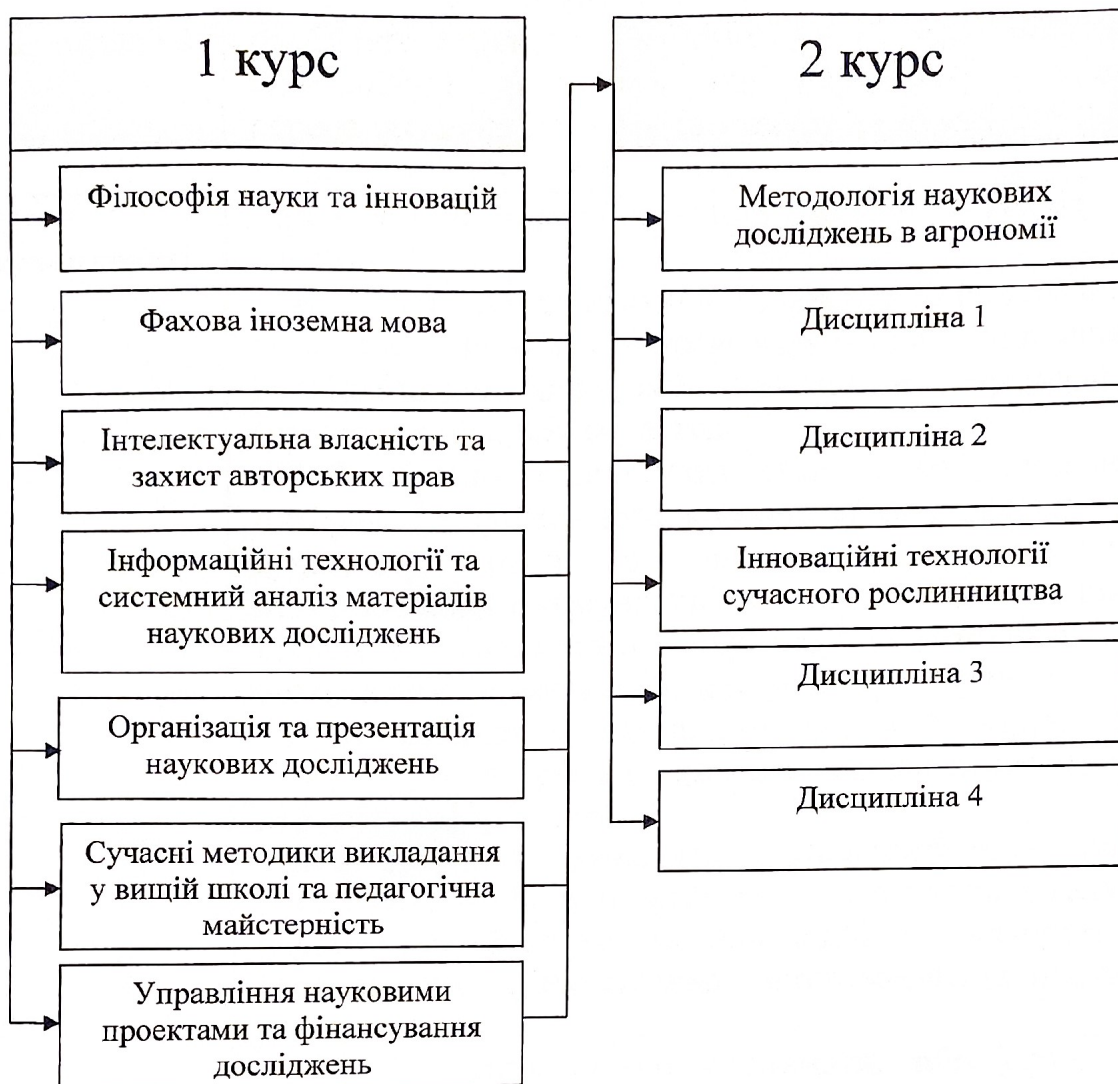 1 курс
Філософія науки та інновацій
Фахова іноземна мова
Інтелектуальна власність та
захист авторських прав
Інформаційні технології та
системний аналіз матеріалів
наукових досліджень
Організація та презентація
наукових досліджень
Сучасні методики викладання
у вищій школі та педагогічна
майстерність
Управління науковими
проектами та фінансування
досліджень
2 курс
Методологія наукових
досліджень в агрономії
Дисципліна 1
Дисципліна 2
Інноваційні технології
сучасного рослинництва
Дисципліна 3
Дисципліна 4